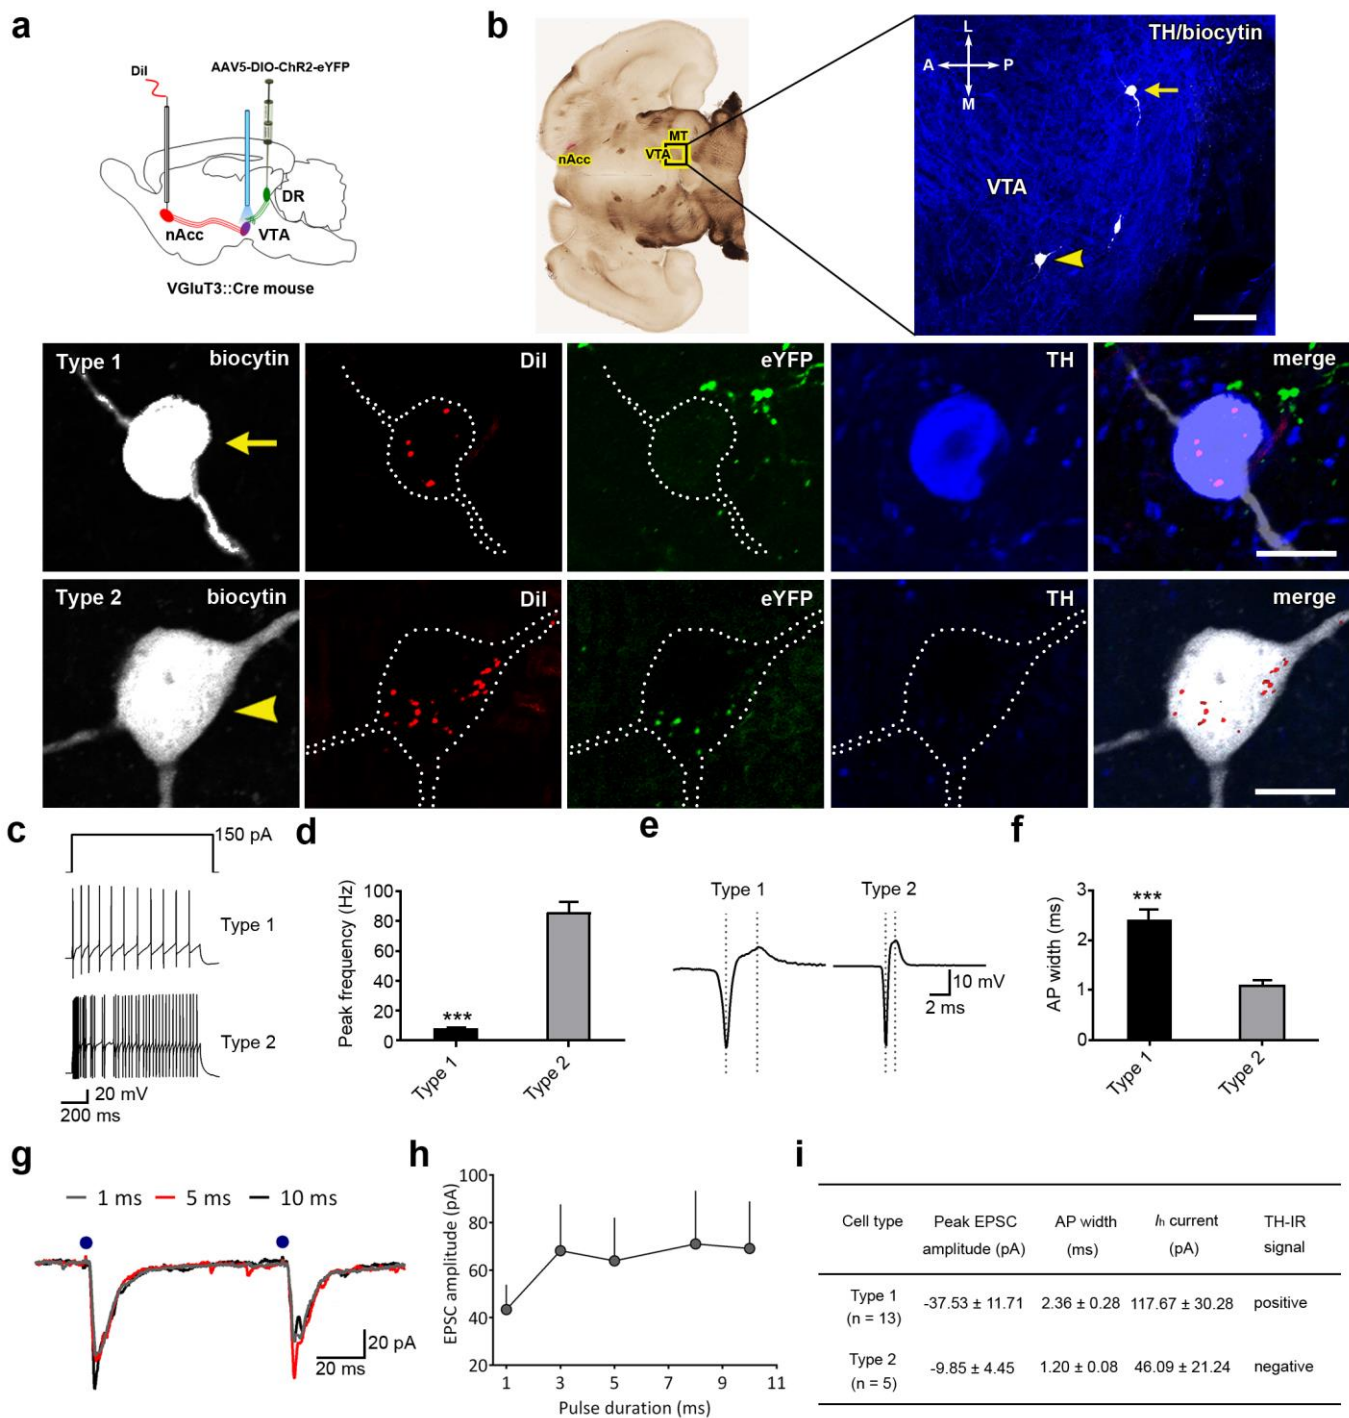 a
DiI
AAV5-DIO-ChR2-eYFP
DR
nAcc
VTA
VGluT3::Cre mouse
b
nAcc
MT
VTA
TH/biocytin
L
A
P
M
VTA
Type 1
biocytin
DiI
eYFP
TH
merge
Type 2
biocytin
DiI
eYFP
TH
merge
c
150 pA
Type 1
Type 2
20 mV
200 ms
d
Peak frequency (Hz)
100
80
60
40
20
0
***
Type 1
Type 2
e
Type 1
Type 2
10 mV
2 ms
f
AP width (ms)
3
2
1
0
***
Type 1
Type 2
g
1 ms 5 ms 10 ms
20 pA
20 ms
h
EPSC amplitude (pA)
100
80
60
40
20
1 3 5 7 9 11
Pulse duration (ms)
i
Cell type Peak EPSC AP width Ih current TH-IR
amplitude (pA) (ms) (pA) signal
Type 1 -37.53 ± 11.71 2.36 ± 0.28 117.67 ± 30.28 positive
(n = 13)
Type 2 -9.85 ± 4.45 1.20 ± 0.08 46.09 ± 21.24 negative
(n = 5)